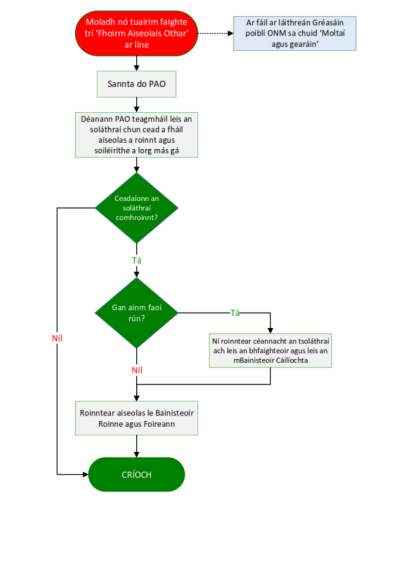 Moladh nó tuairim faighte
trí ‘Fhoirm Aiseolais Othar’
ar líne
Ar fáil ar láithreán Gréasáin
poiblí ONM sa chuid ‘Moltaí
agus gearáin’
Sannta do PAO
Déanann PAO teagmháil leis an
soláthraí chun cead a fháil
aiseolas a roinnt agus
soiléirithe a lorg más gá
Ceadaíonn an
soláthraí
comhroinnt?
Tá
Gan ainm faoi
rún?
Tá
Níl
Ní roinntear céannacht an tsoláthraí
ach leis an bhfaighteoir agus leis an
mBainisteoir Cáilíochta
Níl
Roinntear aiseolas le Bainisteoir
Roinne agus Foireann
CRÍOCH